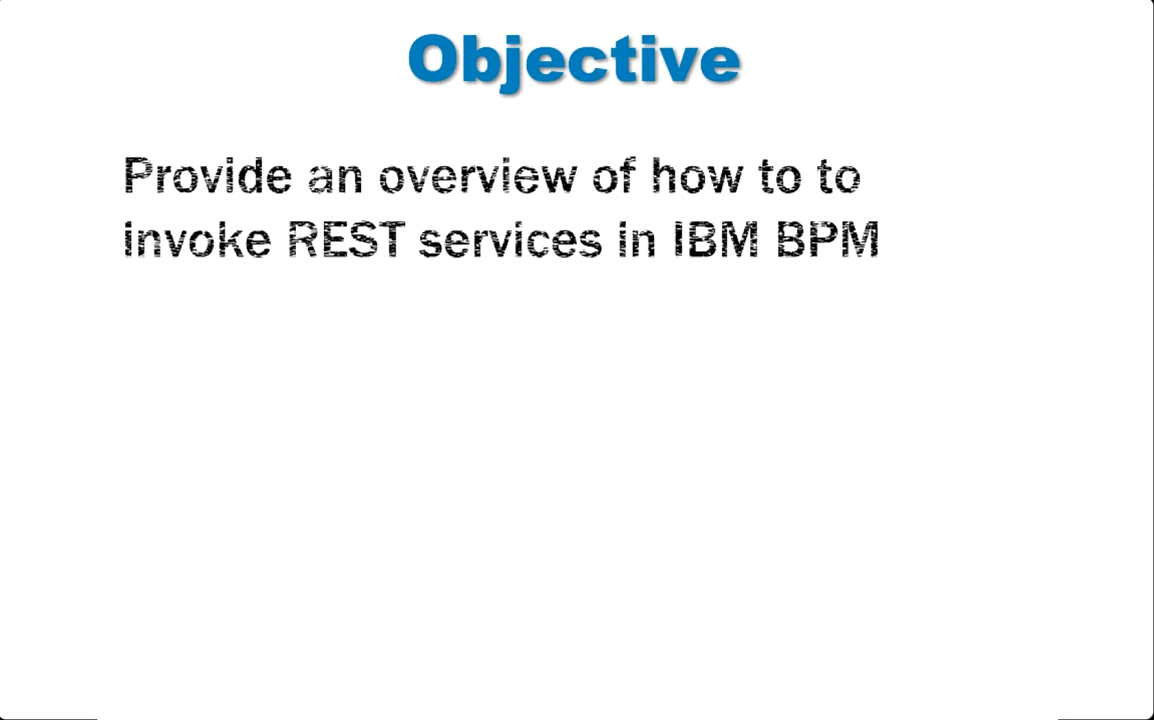 Objective
Provide an overview of how to to
invoke REST services in IBM BPM